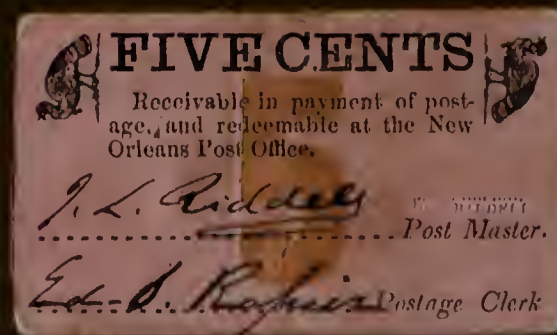 FIVE CENTS
Receivable in payment of post-
age, and redeemable at the New
Orleans Post Office.
J. L. Riddell
Post Master.
Ed. Postage Clerk